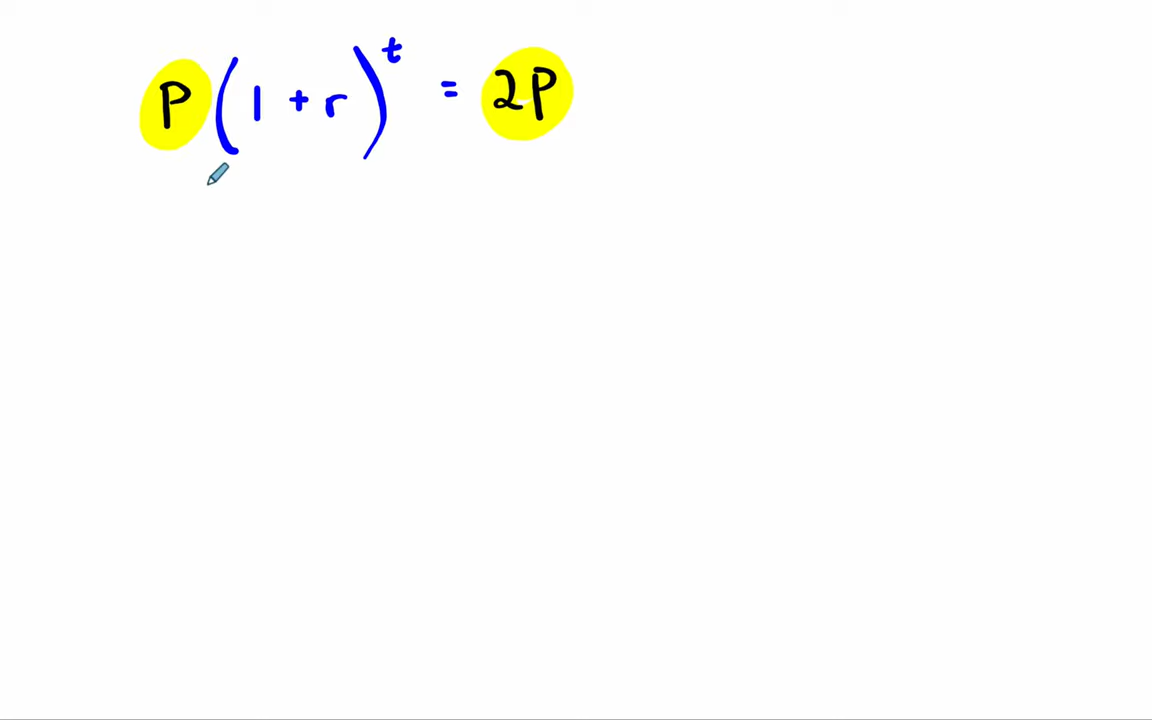 P(1 + r)^t = 2P